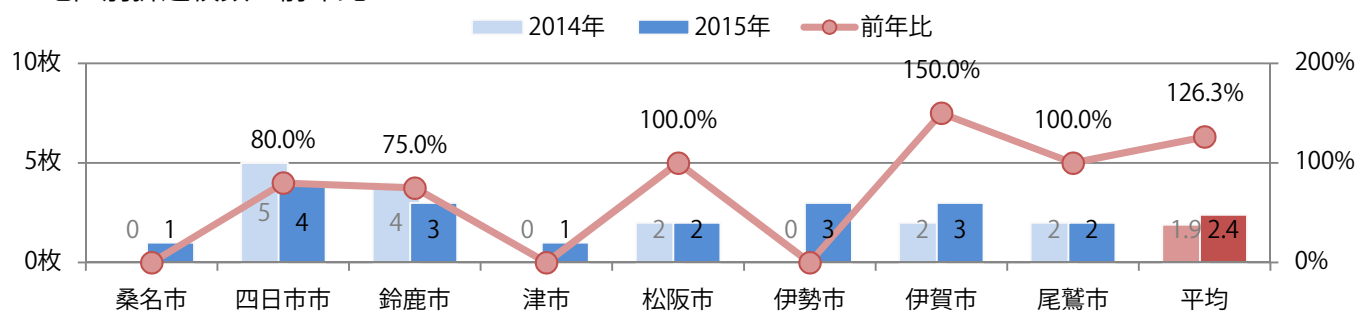 2014年 2015年 前年比
10枚 5枚 0枚
200% 100% 0%
80.0% 75.0% 100.0% 150.0% 100.0% 126.3%
0 1 5 4 4 3 0 1 2 2 0 3 2 3 2 2 1.9 2.4
桑名市 四日市市 鈴鹿市 津市 松阪市 伊勢市 伊賀市 尾鷲市 平均